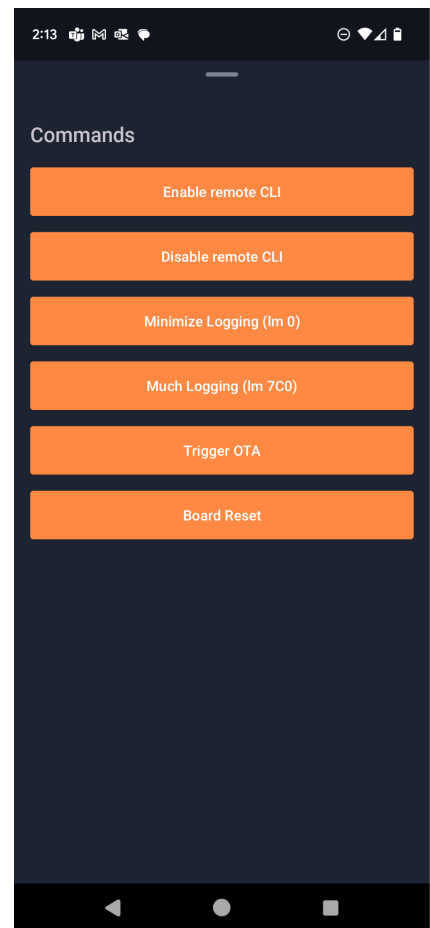 2:13
Commands
Enable remote CLI
Disable remote CLI
Minimize Logging (lm 0)
Much Logging (lm 7C0)
Trigger OTA
Board Reset